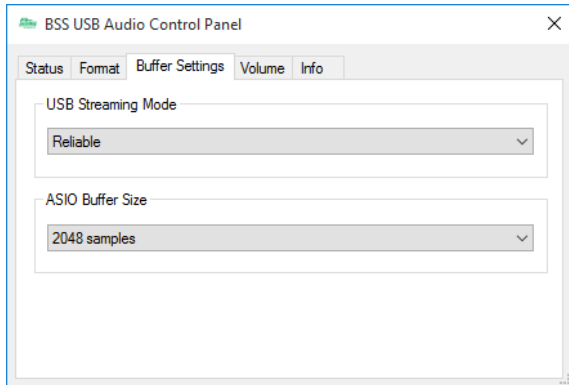 BSS USB Audio Control Panel
Status Format Buffer Settings Volume Info
USB Streaming Mode
Reliable
ASIO Buffer Size
2048 samples